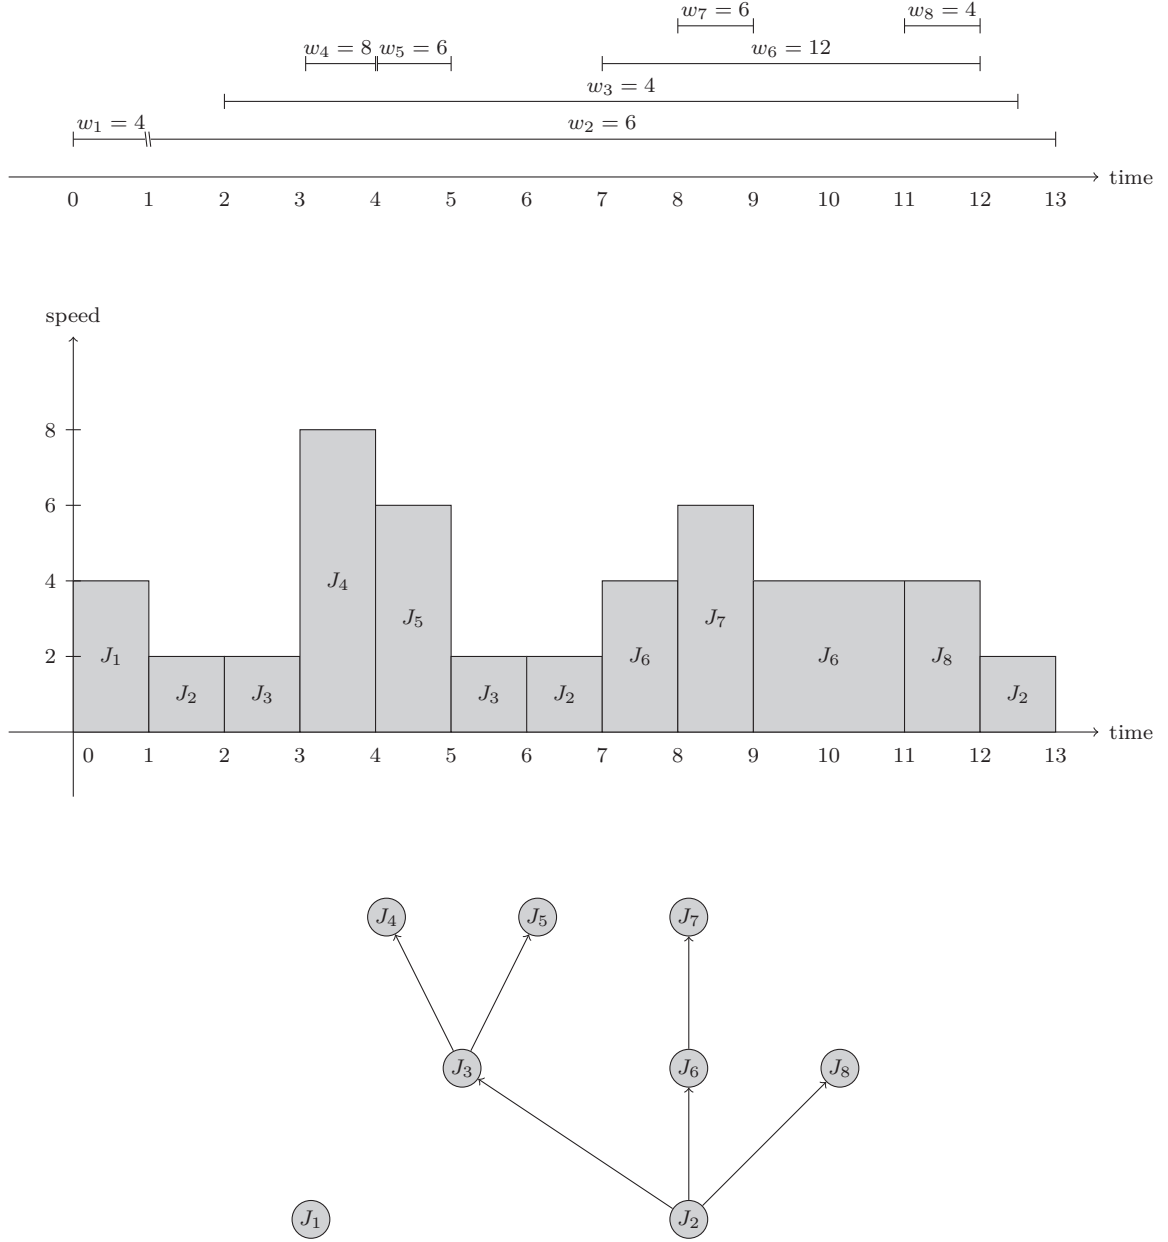 w₇ = 6 w₈ = 4
w₄ = 8 w₅ = 6 w₆ = 12
w₃ = 4
w₁ = 4 w₂ = 6
time
0 1 2 3 4 5 6 7 8 9 10 11 12 13
speed
8
6
4
2
J₁ J₂ J₃ J₄ J₅ J₃ J₂ J₆ J₇ J₆ J₈ J₂
time
0 1 2 3 4 5 6 7 8 9 10 11 12 13
J₄ J₅ J₇
J₃ J₆ J₈
J₁ J₂